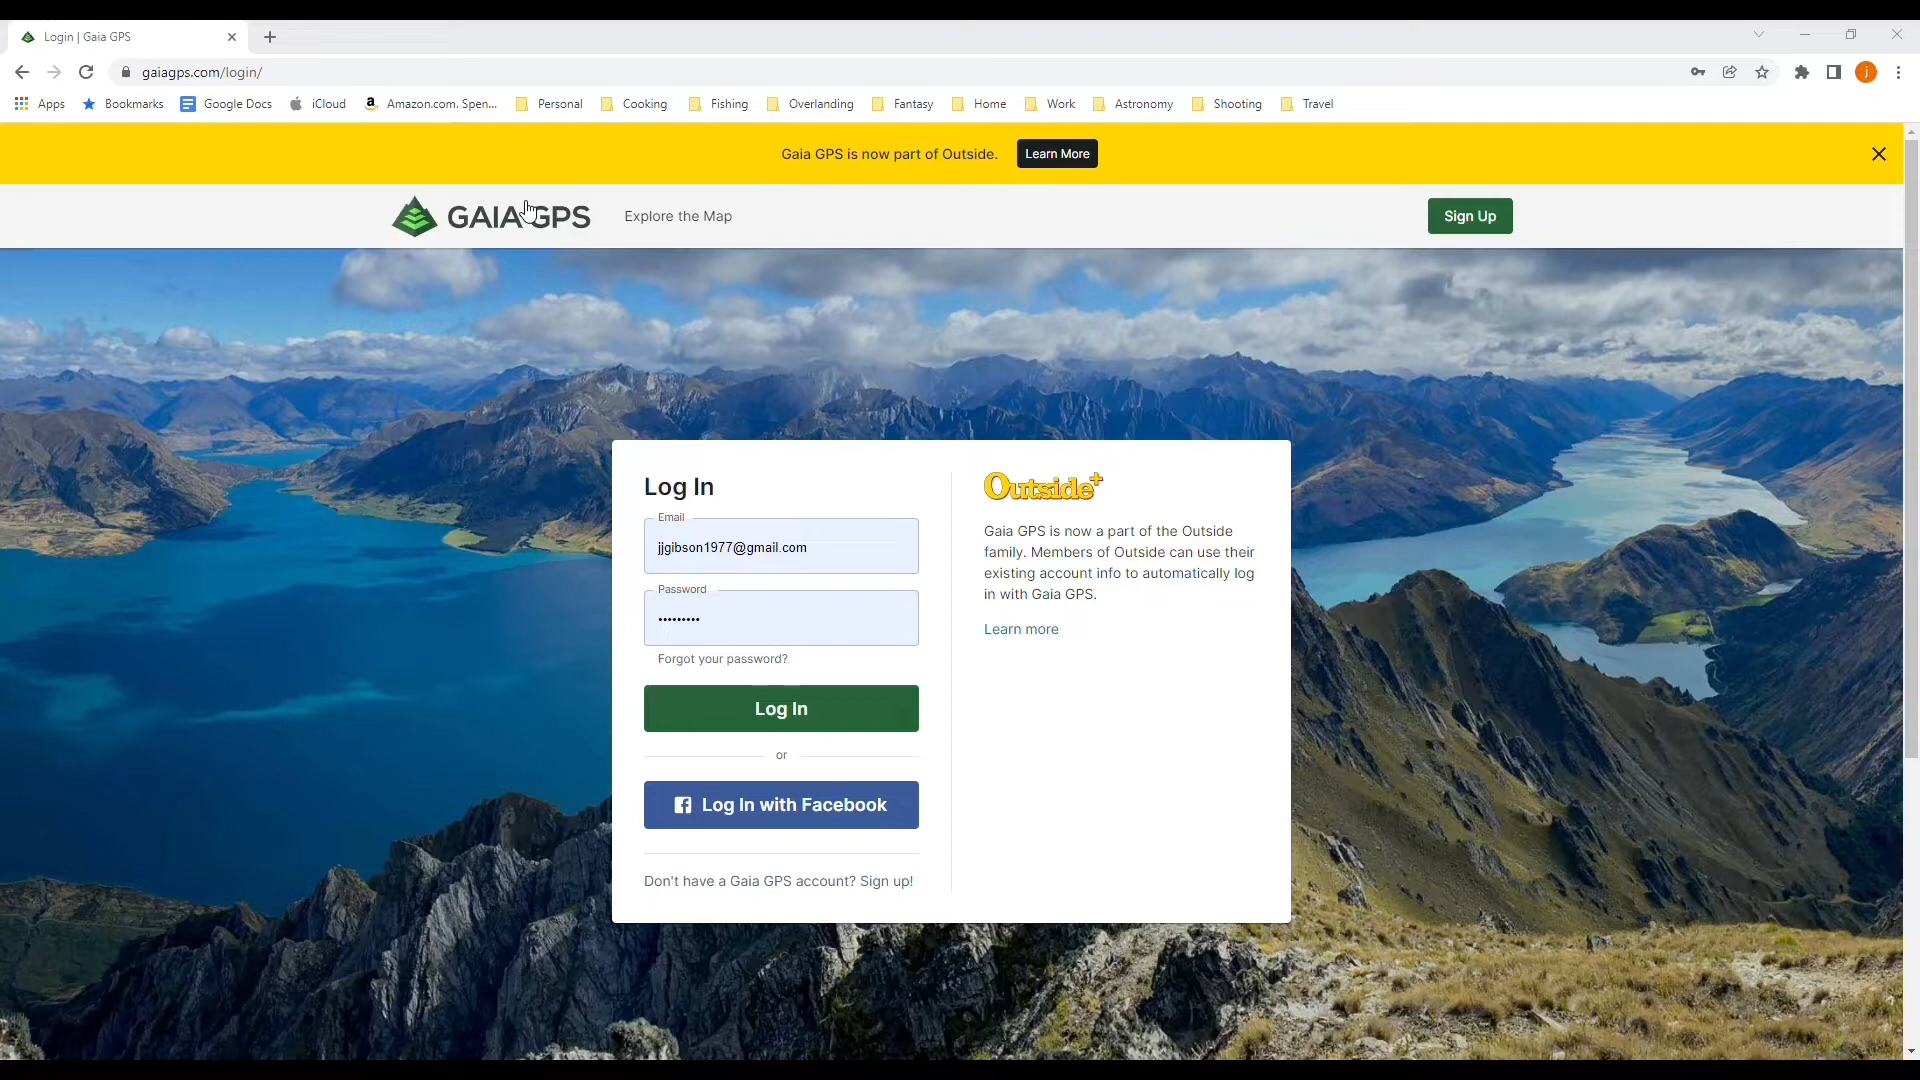 Login | Gaia GPS
gaiagps.com/login/
j
Apps
Bookmarks
Google Docs
iCloud
Amazon.com. Spen...
Personal
Cooking
Fishing
Overlanding
Fantasy
Home
Work
Astronomy
Shooting
Travel
Gaia GPS is now part of Outside.
Learn More
GAIA GPS
Explore the Map
Sign Up
Log In
Email
jjgibson1977@gmail.com
Password
•••••••••
Forgot your password?
Log In
or
Log In with Facebook
Don't have a Gaia GPS account? Sign up!
Outside+
Gaia GPS is now a part of the Outside
family. Members of Outside can use their
existing account info to automatically log
in with Gaia GPS.
Learn more